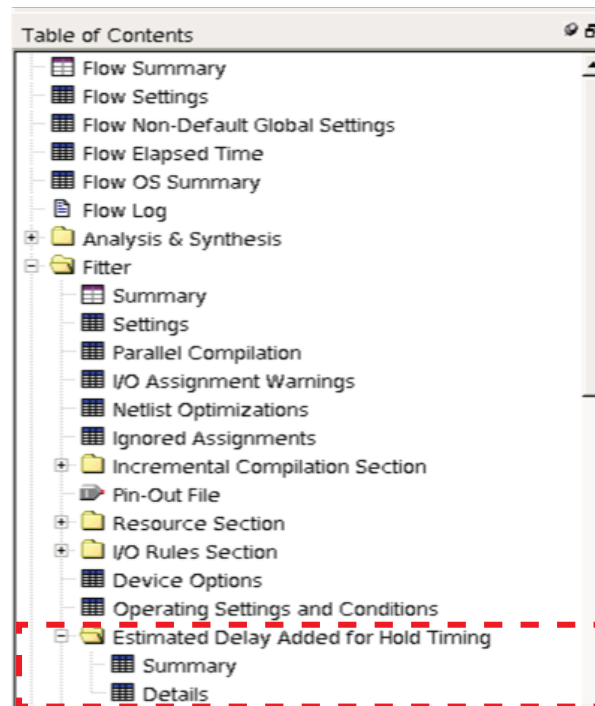 Table of Contents
Flow Summary
Flow Settings
Flow Non-Default Global Settings
Flow Elapsed Time
Flow OS Summary
Flow Log
Analysis & Synthesis
Fitter
Summary
Settings
Parallel Compilation
I/O Assignment Warnings
Netlist Optimizations
Ignored Assignments
Incremental Compilation Section
Pin-Out File
Resource Section
I/O Rules Section
Device Options
Operating Settings and Conditions
Estimated Delay Added for Hold Timing
Summary
Details